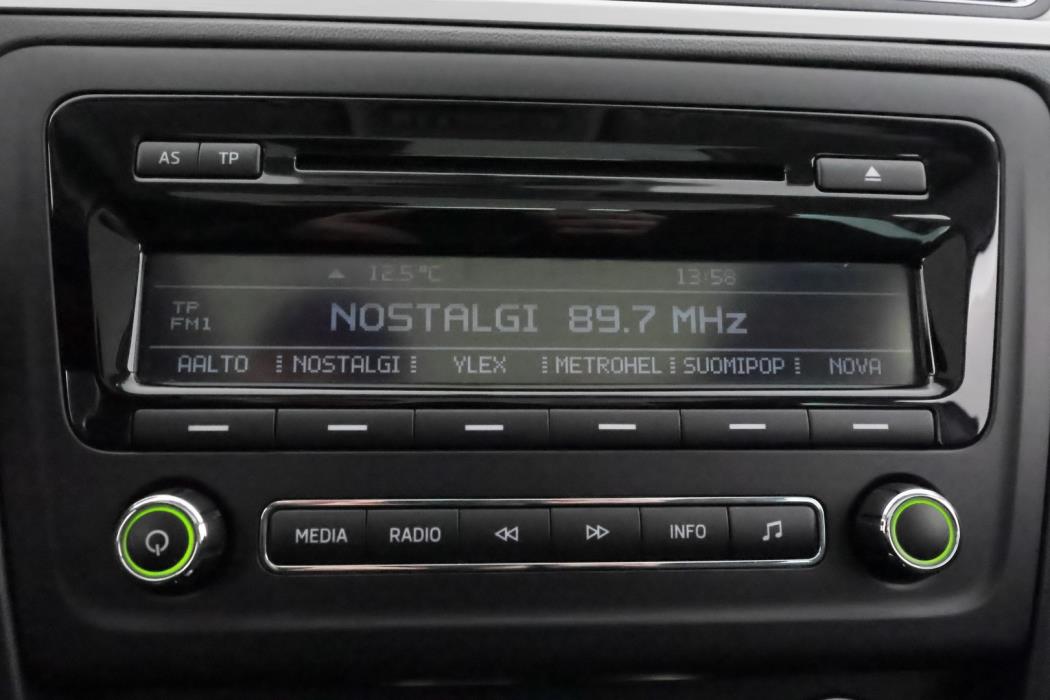 AS TP
12.5°C 13:58
TP
FM1
NOSTALGI 89.7 MHz
AALTO NOSTALGI YLEX METROHEL SUOMIPOP NOVA
MEDIA RADIO INFO